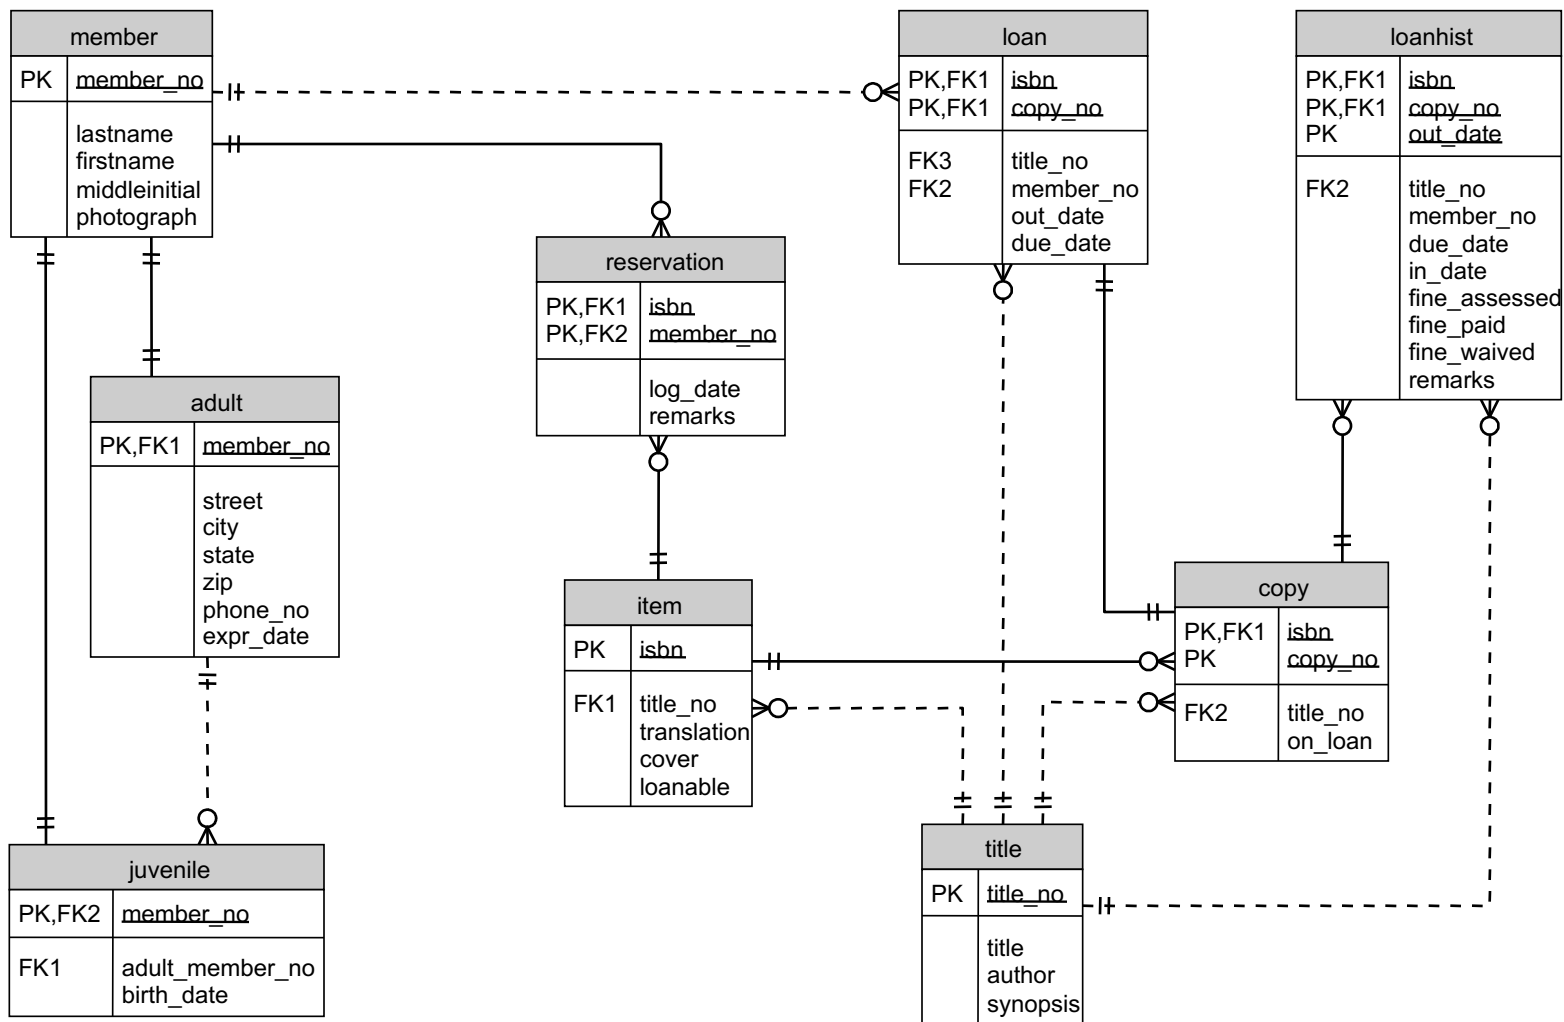 member
PK member_no
lastname
firstname
middleinitial
photograph
loan
PK,FK1 isbn
PK,FK1 copy_no
FK3 title_no
FK2 member_no
out_date
due_date
loanhist
PK,FK1 isbn
PK,FK1 copy_no
PK out_date
FK2 title_no
member_no
due_date
in_date
fine_assessed
fine_paid
fine_waived
remarks
reservation
PK,FK1 isbn
PK,FK2 member_no
log_date
remarks
adult
PK,FK1 member_no
street
city
state
zip
phone_no
expr_date
item
PK isbn
FK1 title_no
translation
cover
loanable
copy
PK,FK1 isbn
PK copy_no
FK2 title_no
on_loan
juvenile
PK,FK2 member_no
FK1 adult_member_no
birth_date
title
PK title_no
title
author
synopsis